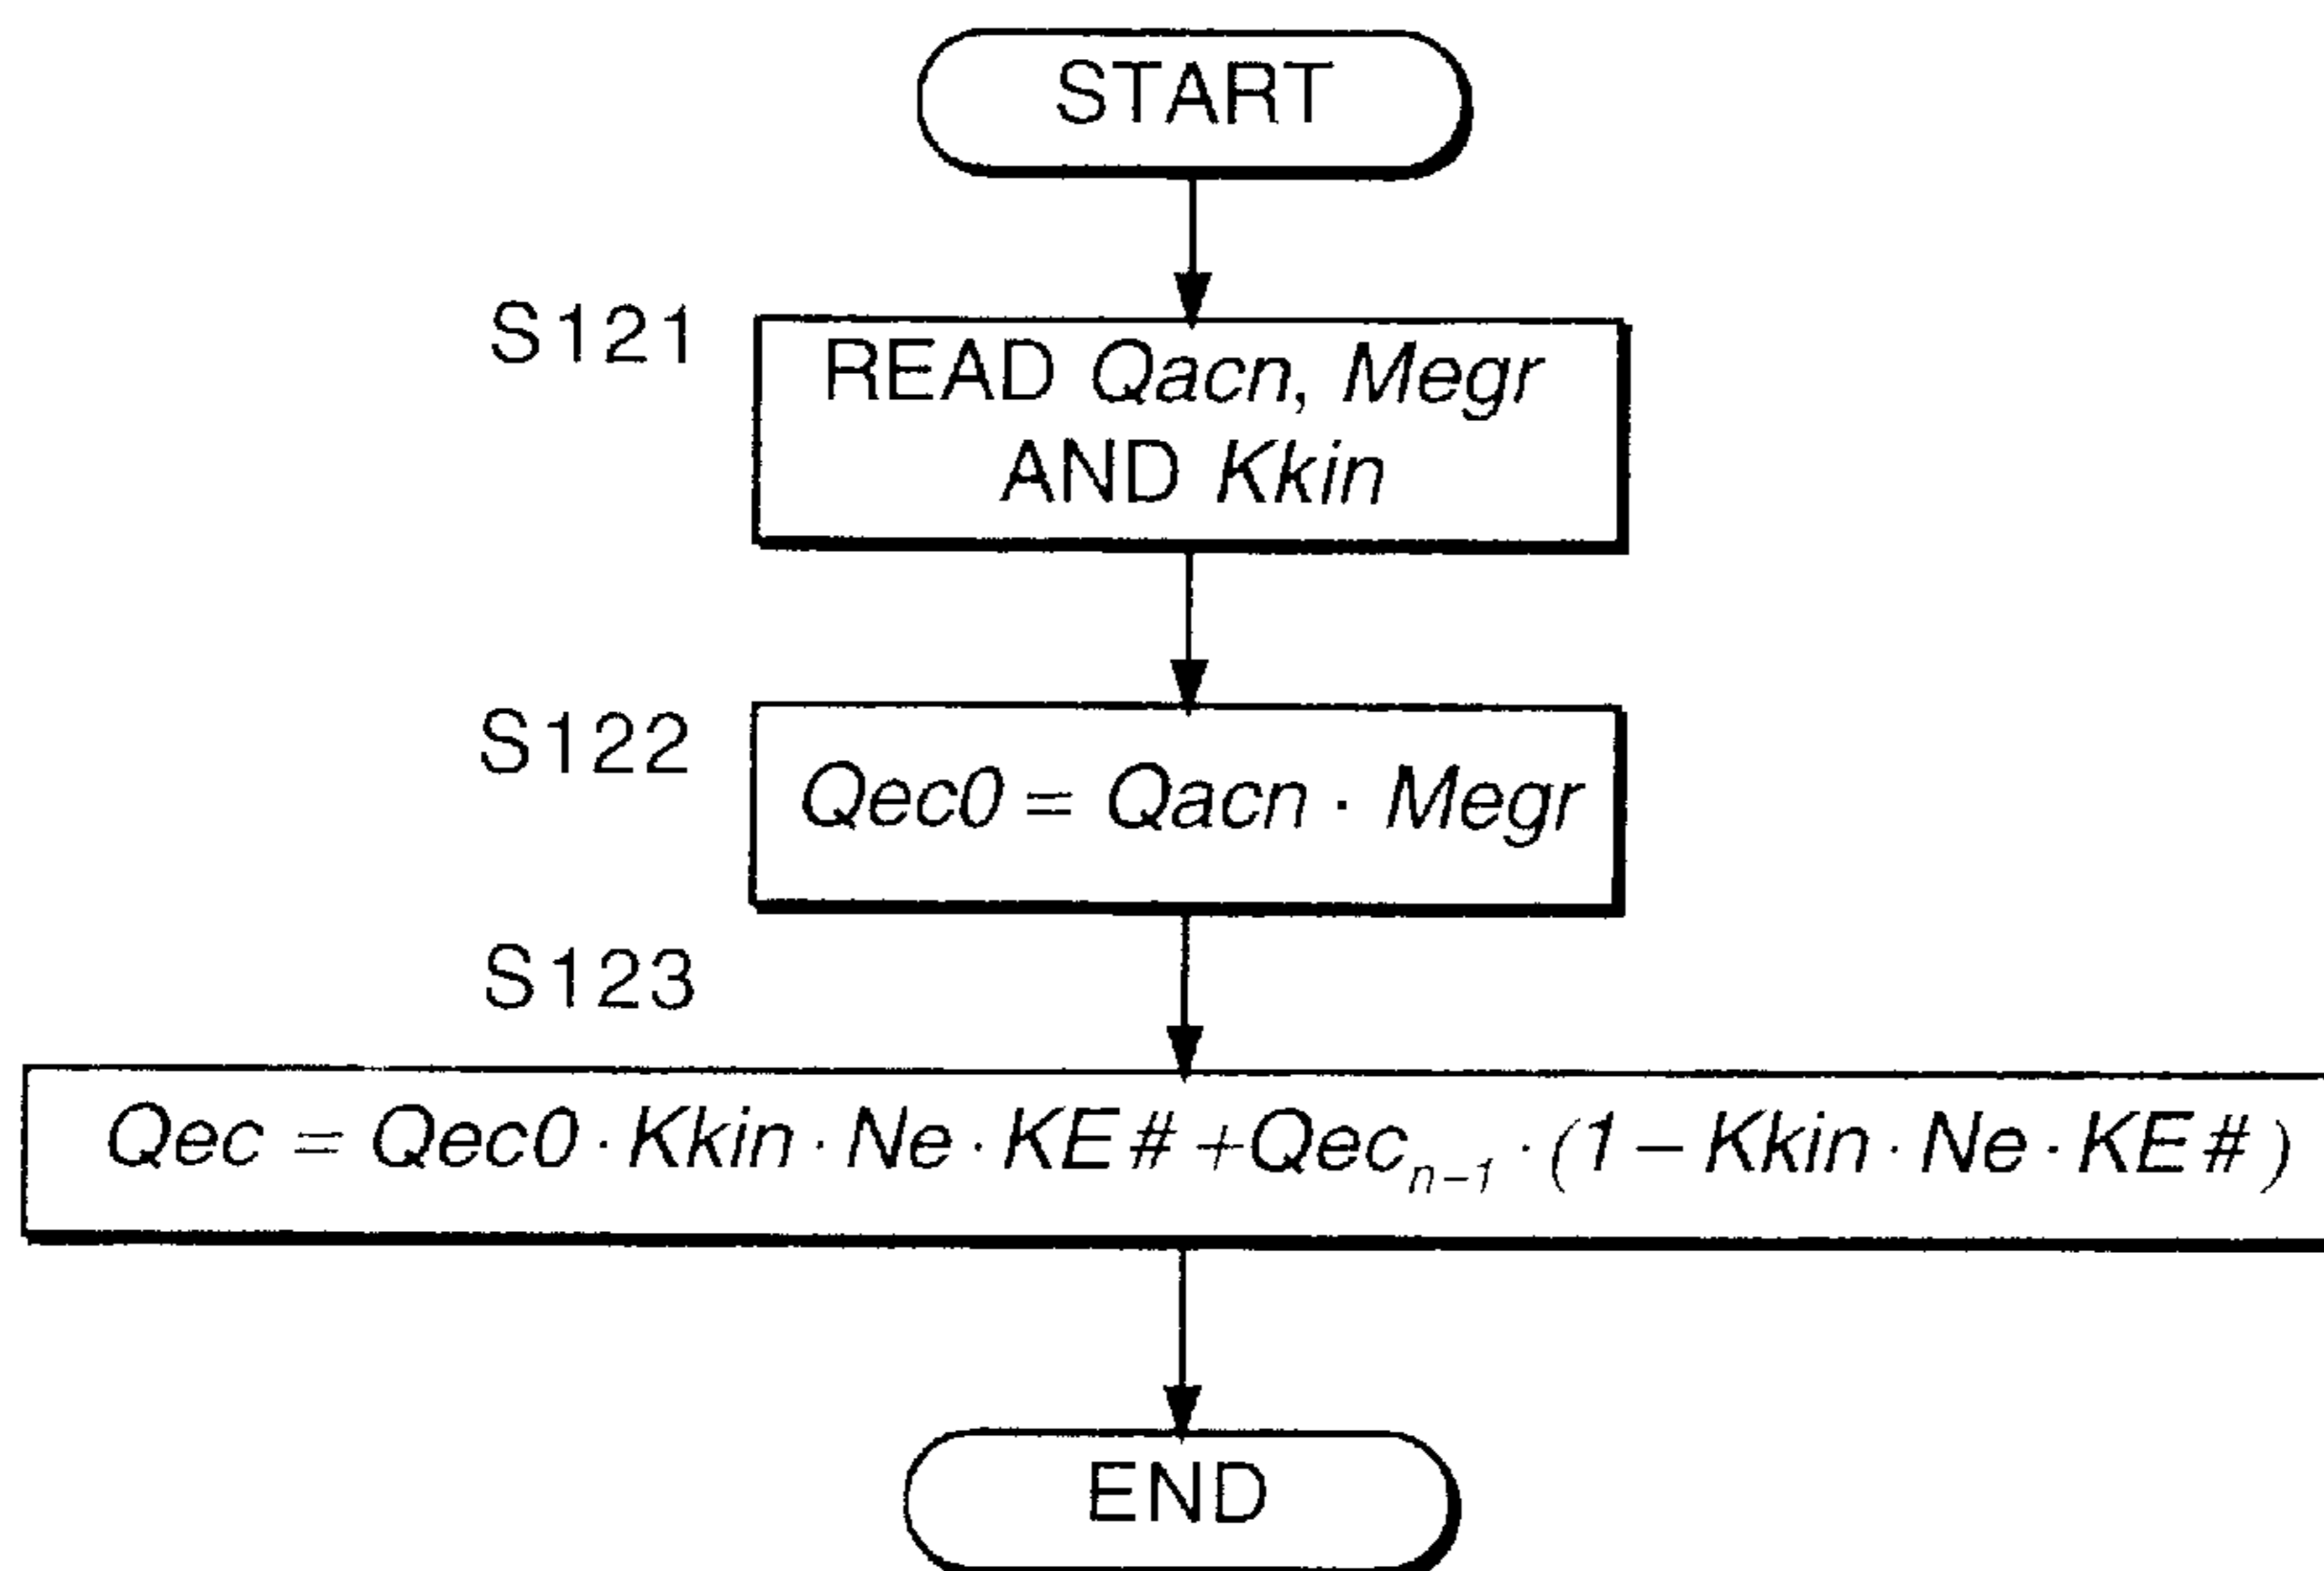 START
S121
READ Qacn, Megr
AND Kkin
S122
Qec0 = Qacn · Megr
S123
Qec = Qec0 · Kkin · Ne · KE # +Qecₙ₋₁ · (1 – Kkin · Ne · KE # )
END